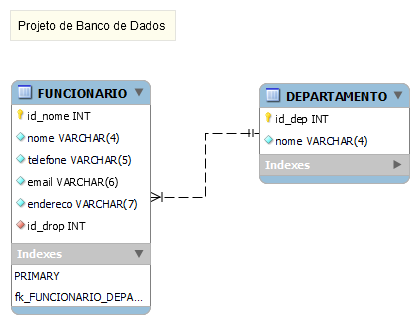 Projeto de Banco de Dados
FUNCIONARIO
id_nome INT
nome VARCHAR(4)
telefone VARCHAR(5)
email VARCHAR(6)
endereco VARCHAR(7)
id_drop INT
Indexes
PRIMARY
fk_FUNCIONARIO_DEPA...
DEPARTAMENTO
id_dep INT
nome VARCHAR(4)
Indexes